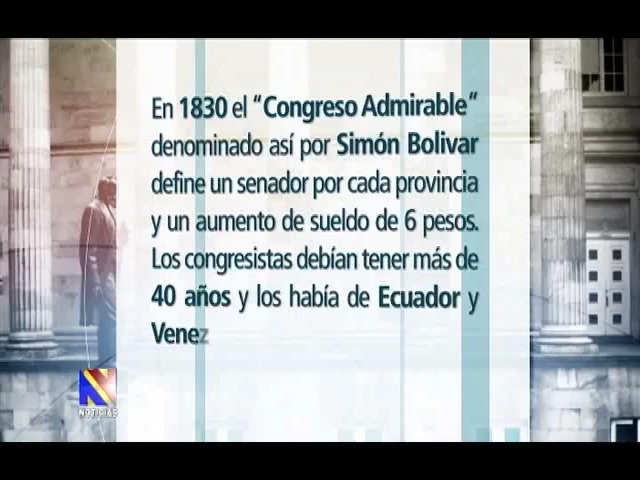 En 1830 el “Congreso Admirable“
denominado así por Simón Bolivar
define un senador por cada provincia
y un aumento de sueldo de 6 pesos.
Los congresistas debían tener más de
40 años y los había de Ecuador y
Venez
N
NOTICIAS